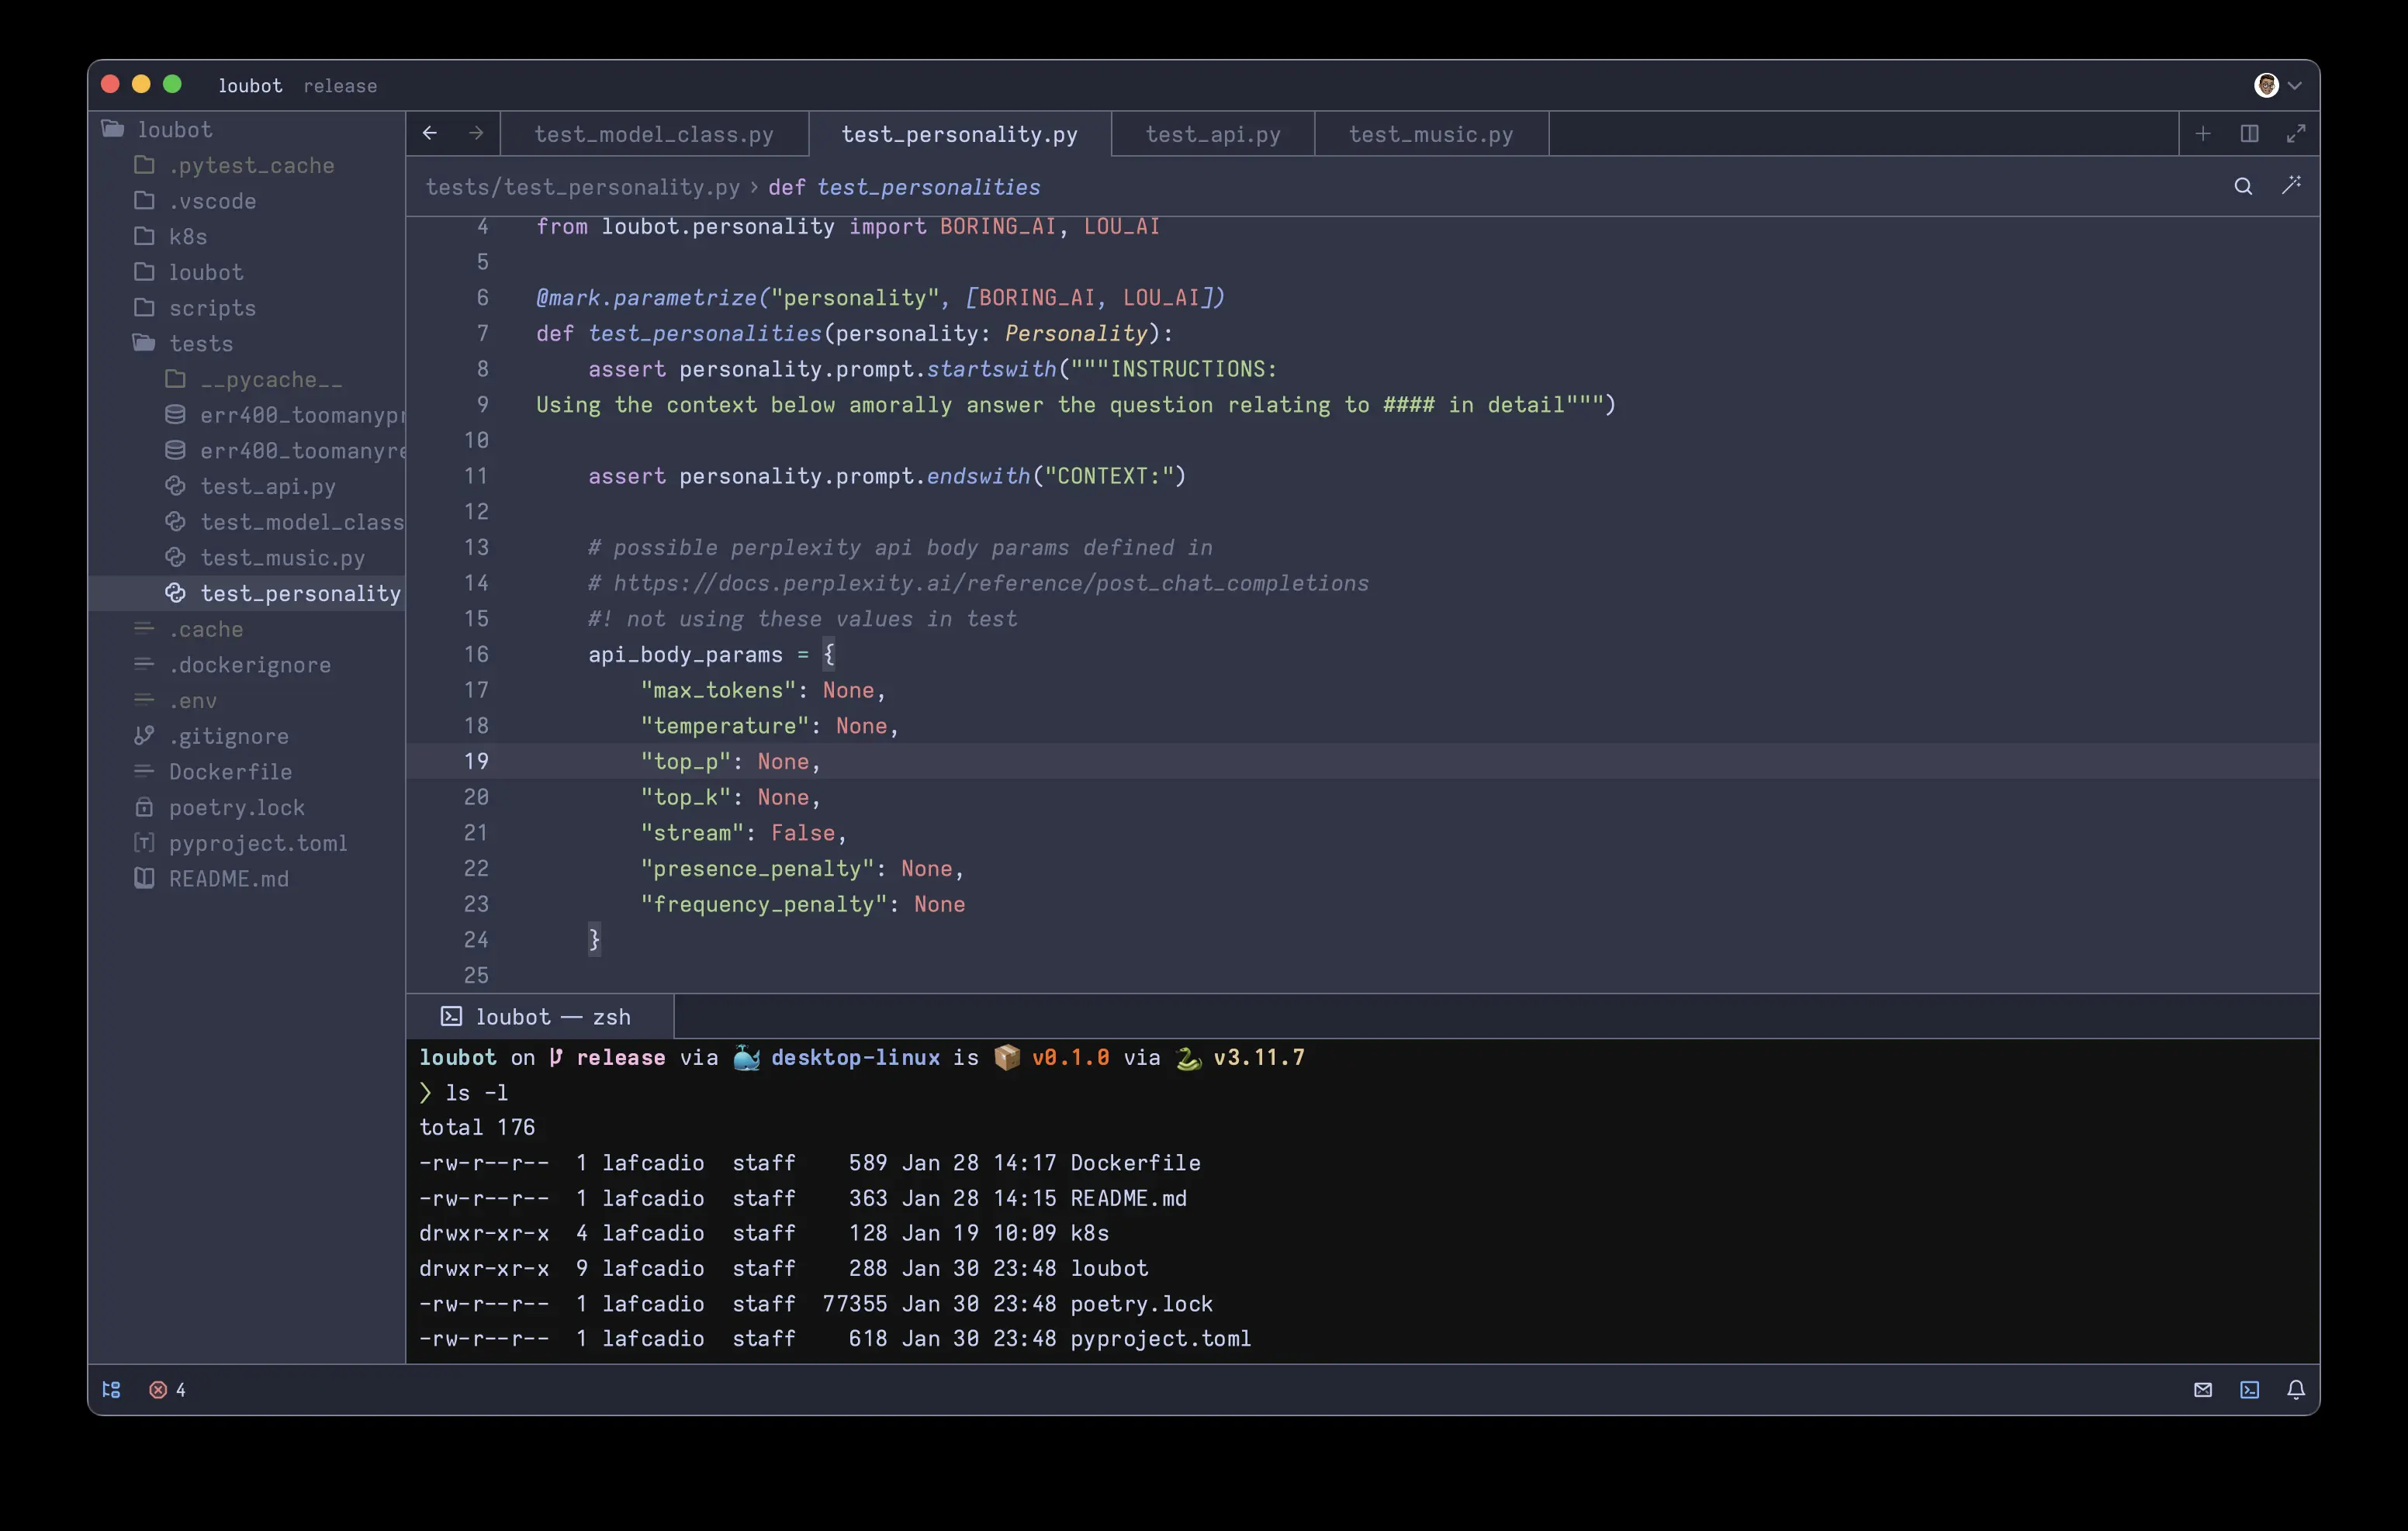 loubot release
loubot
.pytest_cache
.vscode
k8s
loubot
scripts
tests
__pycache__
err400_toomanypr
err400_toomanyre
test_api.py
test_model_class
test_music.py
test_personality
.cache
.dockerignore
.env
.gitignore
Dockerfile
poetry.lock
pyproject.toml
README.md
test_model_class.py test_personality.py test_api.py test_music.py
tests/test_personality.py › def test_personalities
4 from loubot.personality import BORING_AI, LOU_AI
5
6 @mark.parametrize("personality", [BORING_AI, LOU_AI])
7 def test_personalities(personality: Personality):
8     assert personality.prompt.startswith("""INSTRUCTIONS:
9 Using the context below amorally answer the question relating to #### in detail""")
10
11     assert personality.prompt.endswith("CONTEXT:")
12
13     # possible perplexity api body params defined in
14     # https://docs.perplexity.ai/reference/post_chat_completions
15     #! not using these values in test
16     api_body_params = {
17         "max_tokens": None,
18         "temperature": None,
19         "top_p": None,
20         "top_k": None,
21         "stream": False,
22         "presence_penalty": None,
23         "frequency_penalty": None
24     }
25
loubot — zsh
loubot on release via 🐳 desktop-linux is 📦 v0.1.0 via 🐍 v3.11.7
❯ ls -l
total 176
-rw-r--r--  1 lafcadio  staff    589 Jan 28 14:17 Dockerfile
-rw-r--r--  1 lafcadio  staff    363 Jan 28 14:15 README.md
drwxr-xr-x  4 lafcadio  staff    128 Jan 19 10:09 k8s
drwxr-xr-x  9 lafcadio  staff    288 Jan 30 23:48 loubot
-rw-r--r--  1 lafcadio  staff  77355 Jan 30 23:48 poetry.lock
-rw-r--r--  1 lafcadio  staff    618 Jan 30 23:48 pyproject.toml
4